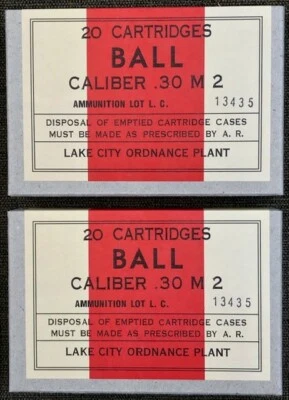 20 CARTRIDGES
BALL
CALIBER .30 M 2
AMMUNITION LOT L. C. 13435
DISPOSAL OF EMPTIED CARTRIDGE CASES
MUST BE MADE AS PRESCRIBED BY A. R.
LAKE CITY ORDNANCE PLANT
20 CARTRIDGES
BALL
CALIBER .30 M 2
AMMUNITION LOT L. C. 13435
DISPOSAL OF EMPTIED CARTRIDGE CASES
MUST BE MADE AS PRESCRIBED BY A. R.
LAKE CITY ORDNANCE PLANT